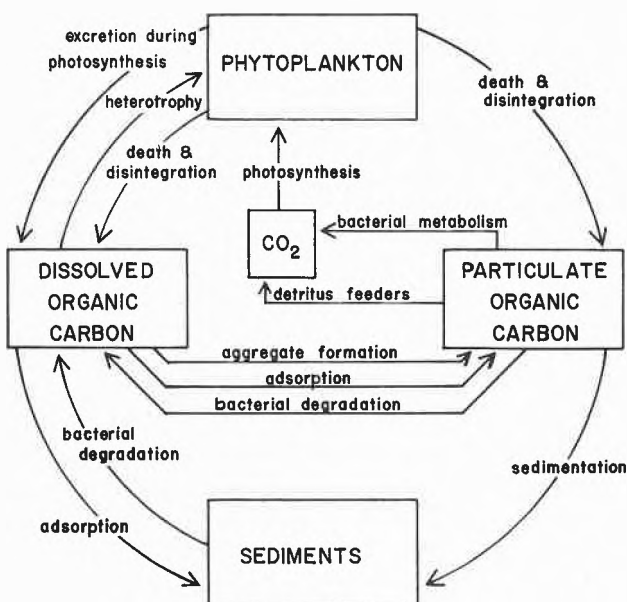 excretion during
photosynthesis
PHYTOPLANKTON
heterotrophy
death &
disintegration
death &
disintegration
photosynthesis
CO₂
bacterial metabolism
detritus feeders
DISSOLVED
ORGANIC
CARBON
PARTICULATE
ORGANIC
CARBON
aggregate formation
adsorption
bacterial degradation
bacterial
degradation
sedimentation
adsorption
SEDIMENTS